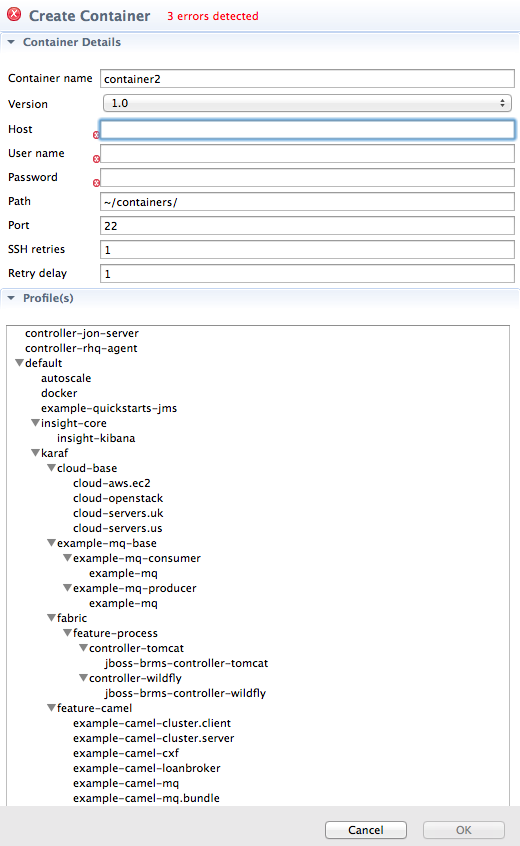 Create Container 3 errors detected
Container Details
Container name container2
Version 1.0
Host
User name
Password
Path ~/containers/
Port 22
SSH retries 1
Retry delay 1
Profile(s)
controller-jon-server
controller-rhq-agent
default
autoscale
docker
example-quickstarts-jms
insight-core
insight-kibana
karaf
cloud-base
cloud-aws.ec2
cloud-openstack
cloud-servers.uk
cloud-servers.us
example-mq-base
example-mq-consumer
example-mq
example-mq-producer
example-mq
fabric
feature-process
controller-tomcat
jboss-brms-controller-tomcat
controller-wildfly
jboss-brms-controller-wildfly
feature-camel
example-camel-cluster.client
example-camel-cluster.server
example-camel-cxf
example-camel-loanbroker
example-camel-mq
example-camel-mq.bundle
Cancel OK